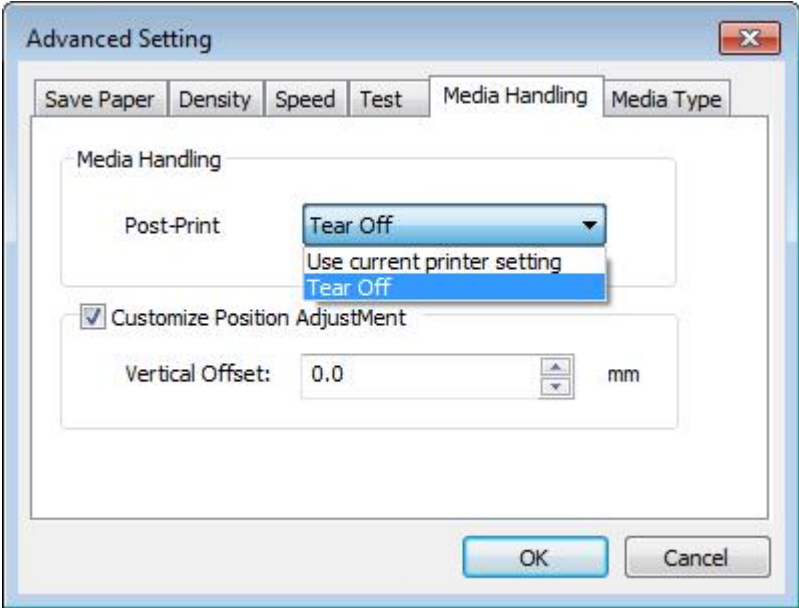 Advanced Setting
Save Paper Density Speed Test Media Handling Media Type
Media Handling
Post-Print Tear Off
Use current printer setting
Tear Off
Customize Position AdjustMent
Vertical Offset: 0.0 mm
OK Cancel